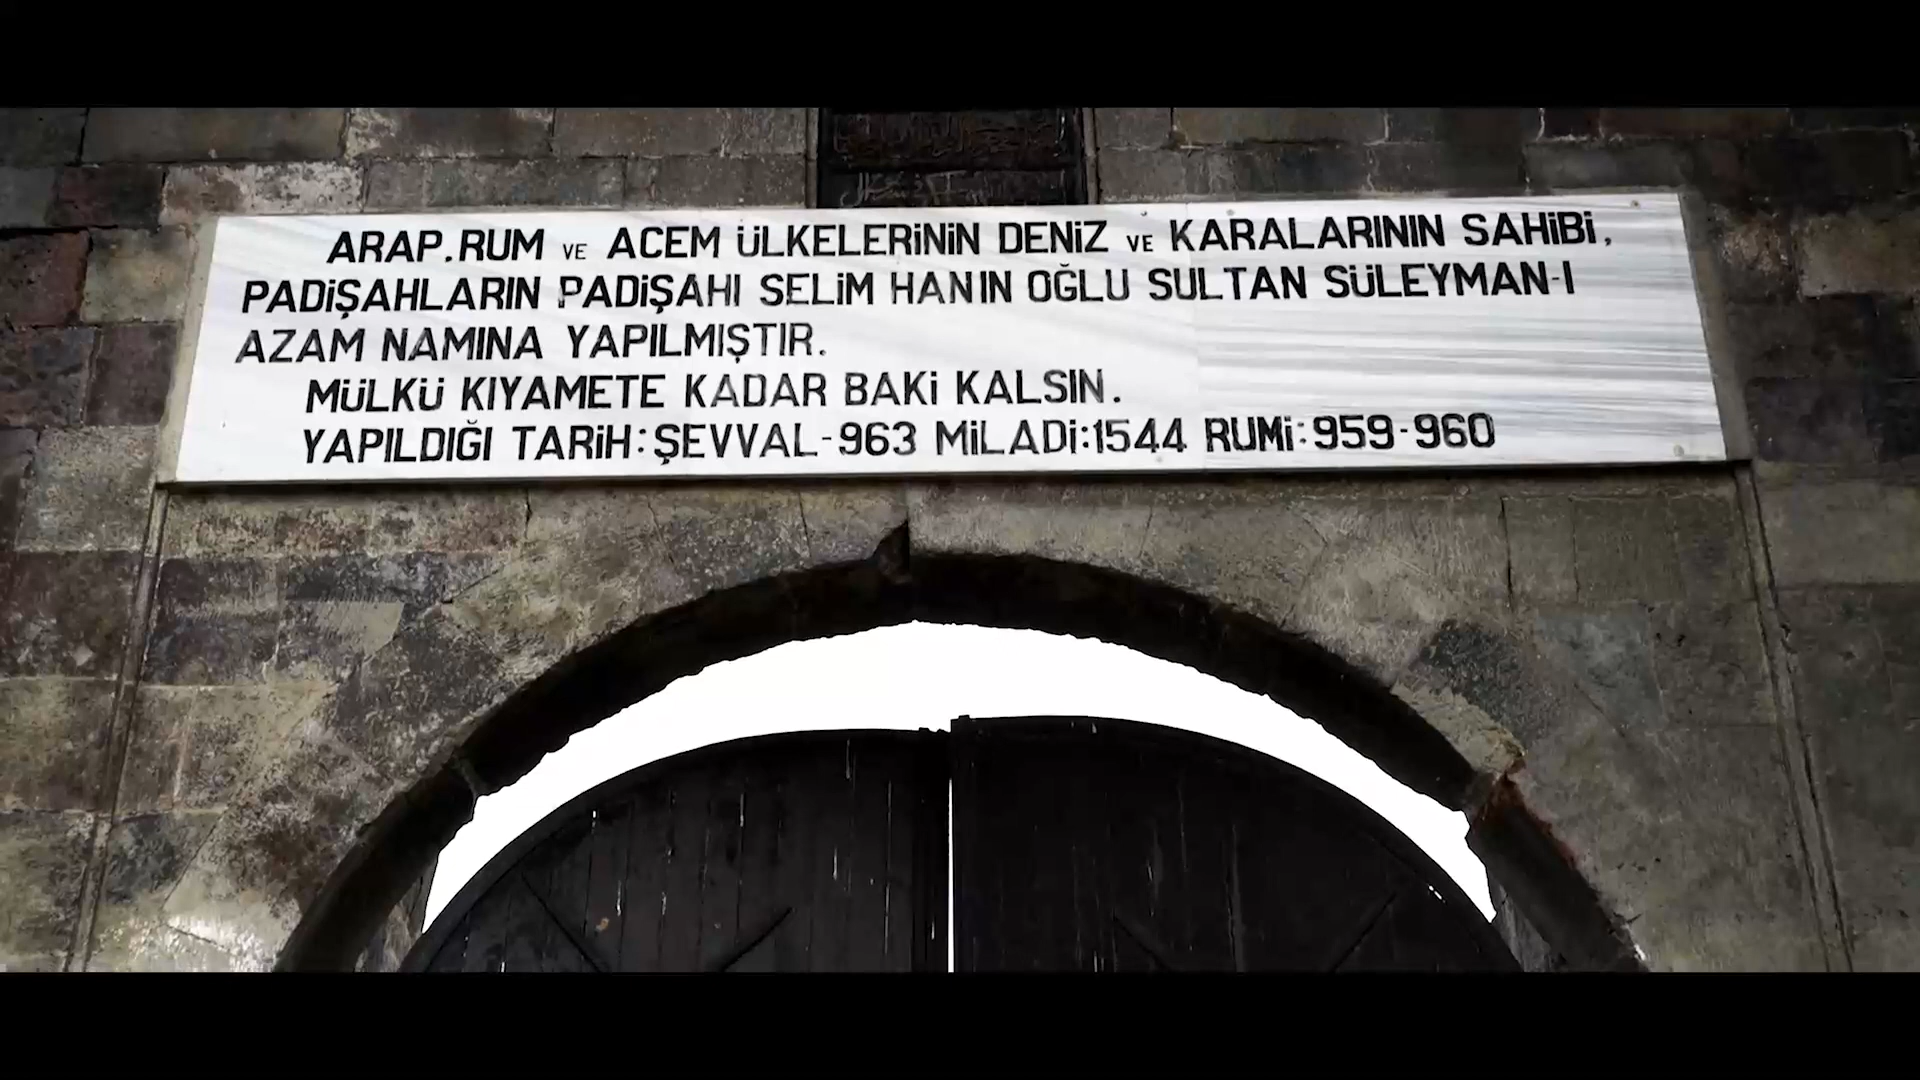 ARAP.RUM VE ACEM ÜLKELERİNİN DENİZ VE KARALARININ SAHİBİ,
PADİŞAHLARIN PADİŞAHI SELİM HANIN OĞLU SULTAN SÜLEYMAN-I
AZAM NAMINA YAPILMIŞTIR.
MÜLKÜ KIYAMETE KADAR BAKİ KALSIN.
YAPILDIĞI TARİH:ŞEVVAL-963 MİLADİ:1544 RUMİ:959-960